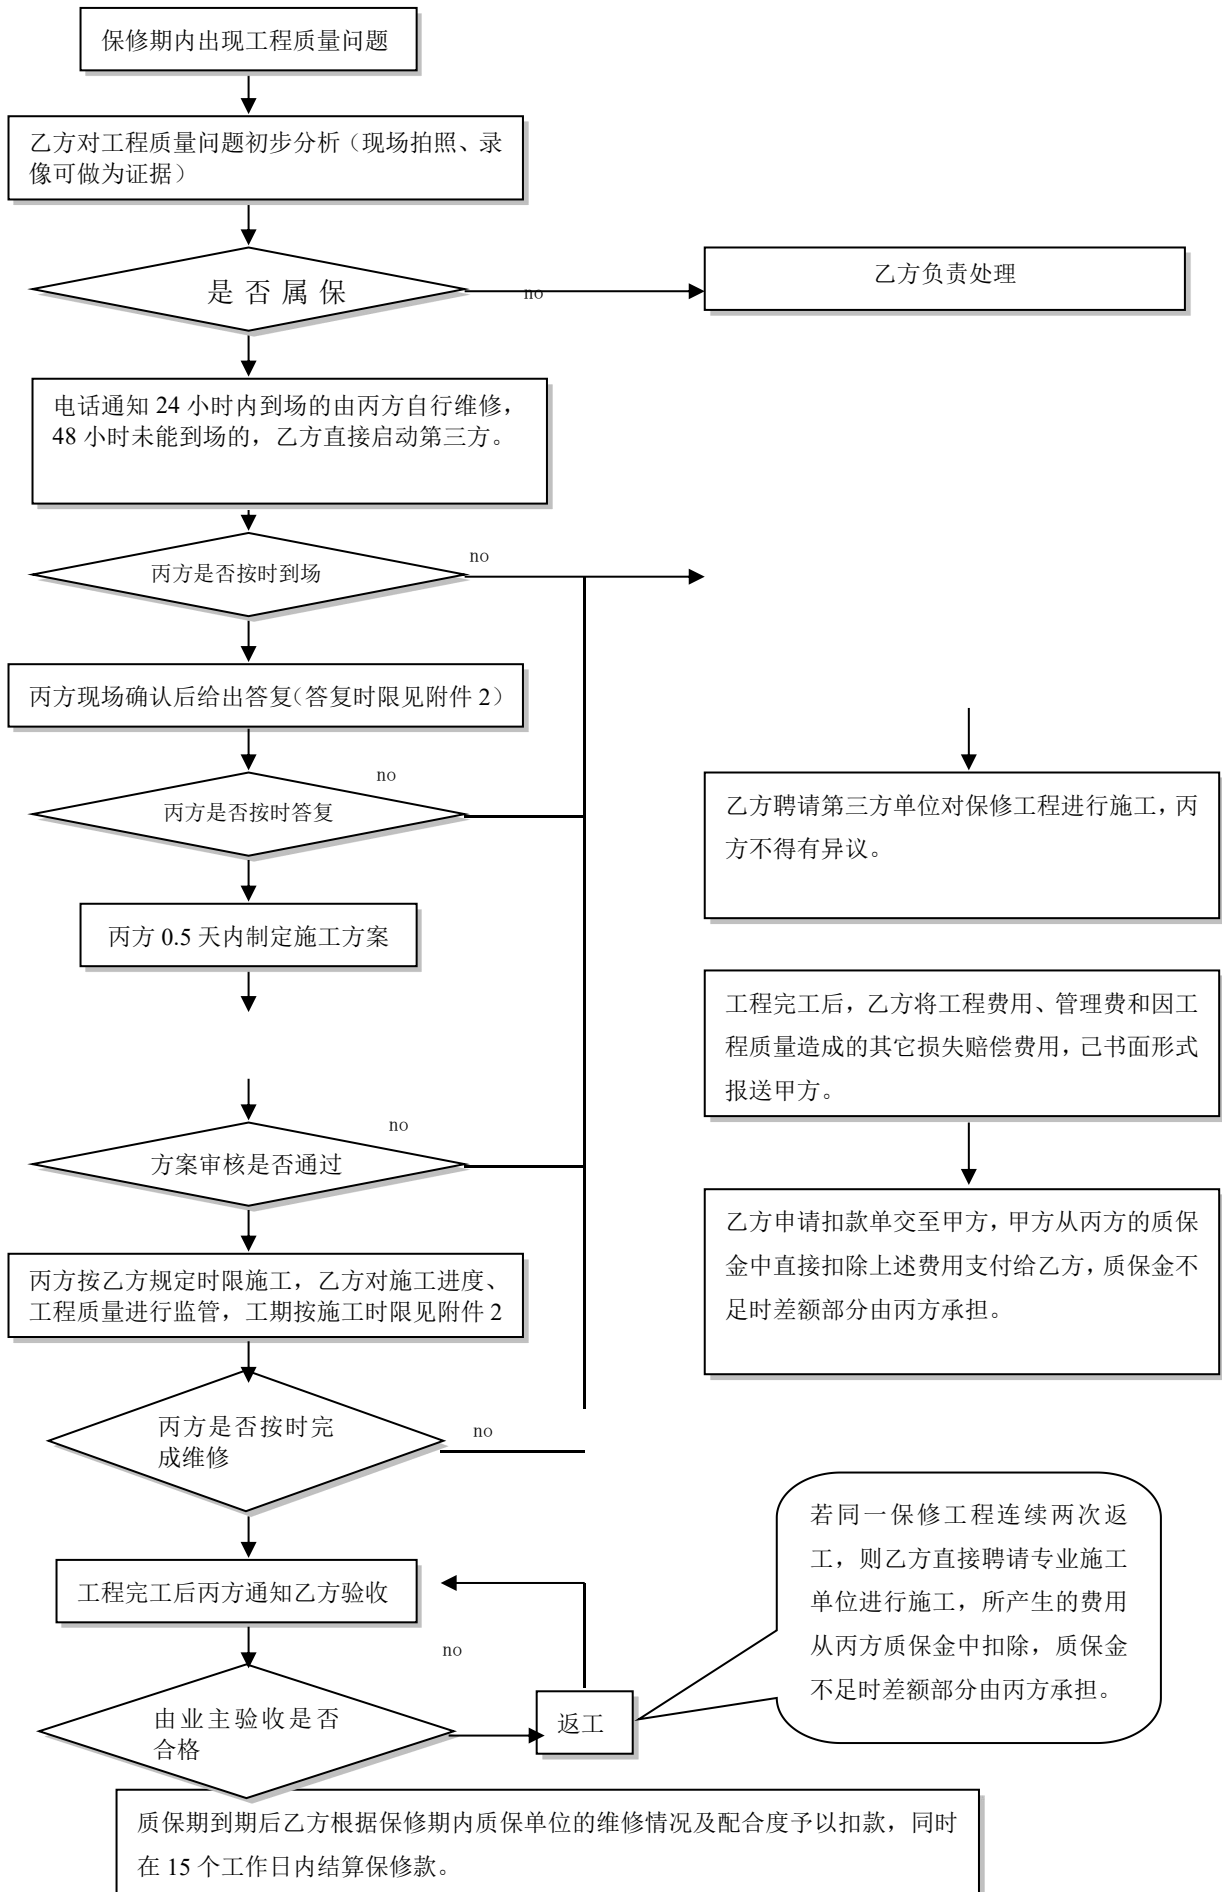 保修期内出现工程质量问题
乙方对工程质量问题初步分析（现场拍照、录
像可做为证据）
是否属保
no
乙方负责处理
电话通知 24 小时内到场的由丙方自行维修，
48 小时未能到场的，乙方直接启动第三方。
丙方是否按时到场
no
丙方现场确认后给出答复（答复时限见附件 2）
丙方是否按时答复
no
丙方 0.5 天内制定施工方案
方案审核是否通过
no
丙方按乙方规定时限施工，乙方对施工进度、
工程质量进行监管，工期按施工时限见附件 2
丙方是否按时完
成维修
no
乙方聘请第三方单位对保修工程进行施工，丙
方不得有异议。
工程完工后，乙方将工程费用、管理费和因工
程质量造成的其它损失赔偿费用，己书面形式
报送甲方。
乙方申请扣款单交至甲方，甲方从丙方的质保
金中直接扣除上述费用支付给乙方，质保金不
足时差额部分由丙方承担。
工程完工后丙方通知乙方验收
no
由业主验收是否
合格
返工
若同一保修工程连续两次返
工，则乙方直接聘请专业施工
单位进行施工，所产生的费用
从丙方质保金中扣除，质保金
不足时差额部分由丙方承担。
质保期到期后乙方根据保修期内质保单位的维修情况及配合度予以扣款，同时
在 15 个工作日内结算保修款。